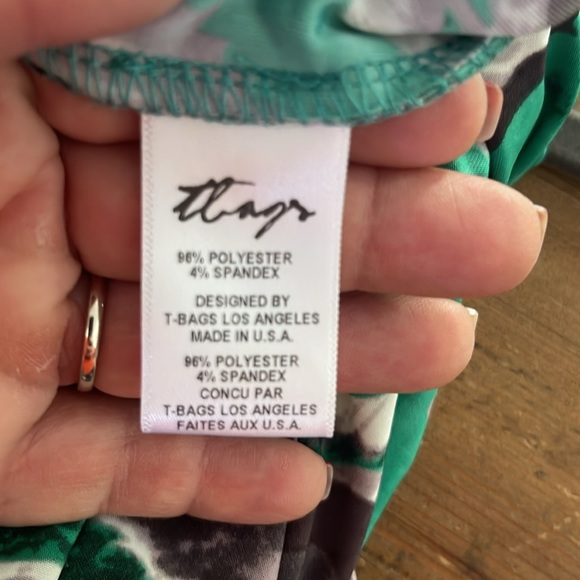 tbags
96% POLYESTER
4% SPANDEX
DESIGNED BY
T-BAGS LOS ANGELES
MADE IN U.S.A.
96% POLYESTER
4% SPANDEX
CONCU PAR
T-BAGS LOS ANGELES
FAITES AUX U.S.A.